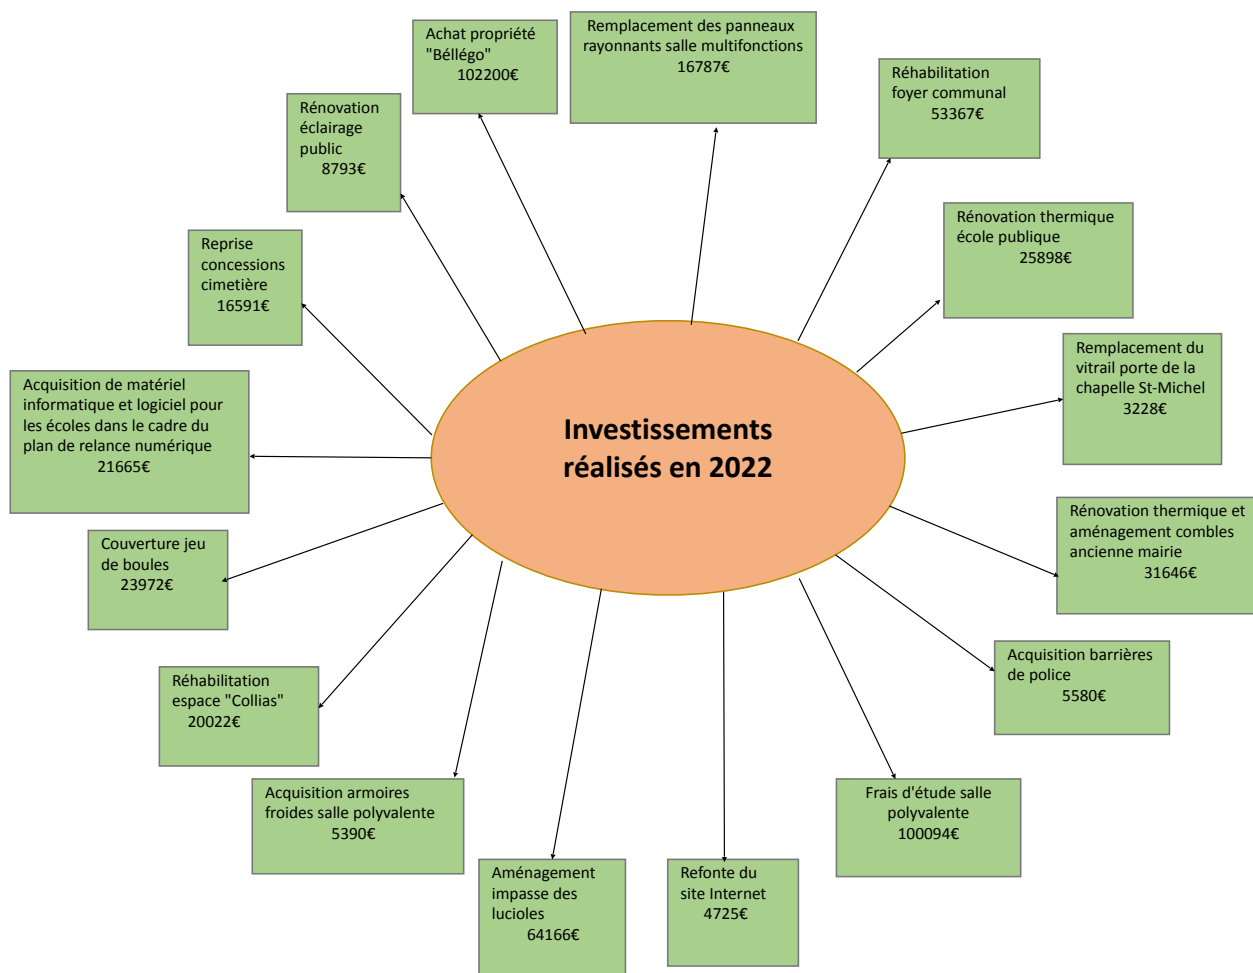 Achat propriété
"Béllégo"
102200€
Remplacement des panneaux
rayonnants salle multifonctions
16787€
Réhabilitation
foyer communal
53367€
Rénovation
éclairage
public
8793€
Rénovation thermique
école publique
25898€
Reprise
concessions
cimetière
16591€
Remplacement du
vitrail porte de la
chapelle St-Michel
3228€
Acquisition de matériel
informatique et logiciel pour
les écoles dans le cadre du
plan de relance numérique
21665€
Investissements
réalisés en 2022
Rénovation thermique et
aménagement combles
ancienne mairie
31646€
Couverture jeu
de boules
23972€
Acquisition barrières
de police
5580€
Réhabilitation
espace "Collias"
20022€
Acquisition armoires
froides salle polyvalente
5390€
Frais d'étude salle
polyvalente
100094€
Aménagement
impasse des
lucioles
64166€
Refonte du
site Internet
4725€